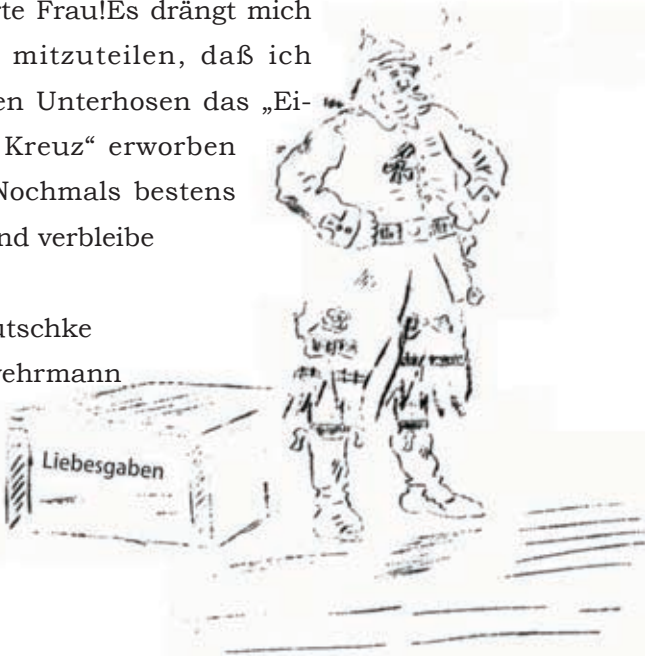 rte Frau!Es drängt mich
mitzuteilen, daß ich
en Unterhosen das „Ei-
Kreuz“ erworben
Nochmals bestens
nd verbleibe
utschke
ehrmann
Liebesgaben